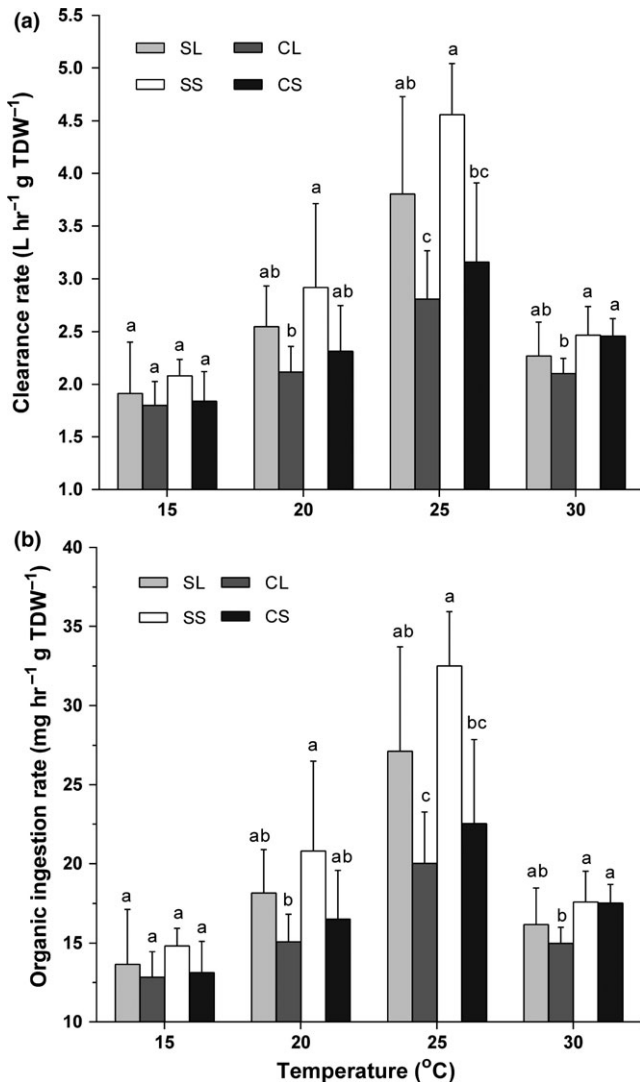 (a)
Clearance rate (L hr⁻¹ g TDW⁻¹)
5.5
5.0
4.5
4.0
3.5
3.0
2.5
2.0
1.5
1.0
SL CL
SS CS
a a a a
ab b a ab
ab c a bc
ab b a a
15 20 25 30
(b)
Organic ingestion rate (mg hr⁻¹ g TDW⁻¹)
40
35
30
25
20
15
10
SL CL
SS CS
a a a a
ab b a ab
ab c a bc
ab b a a
15 20 25 30
Temperature (°C)